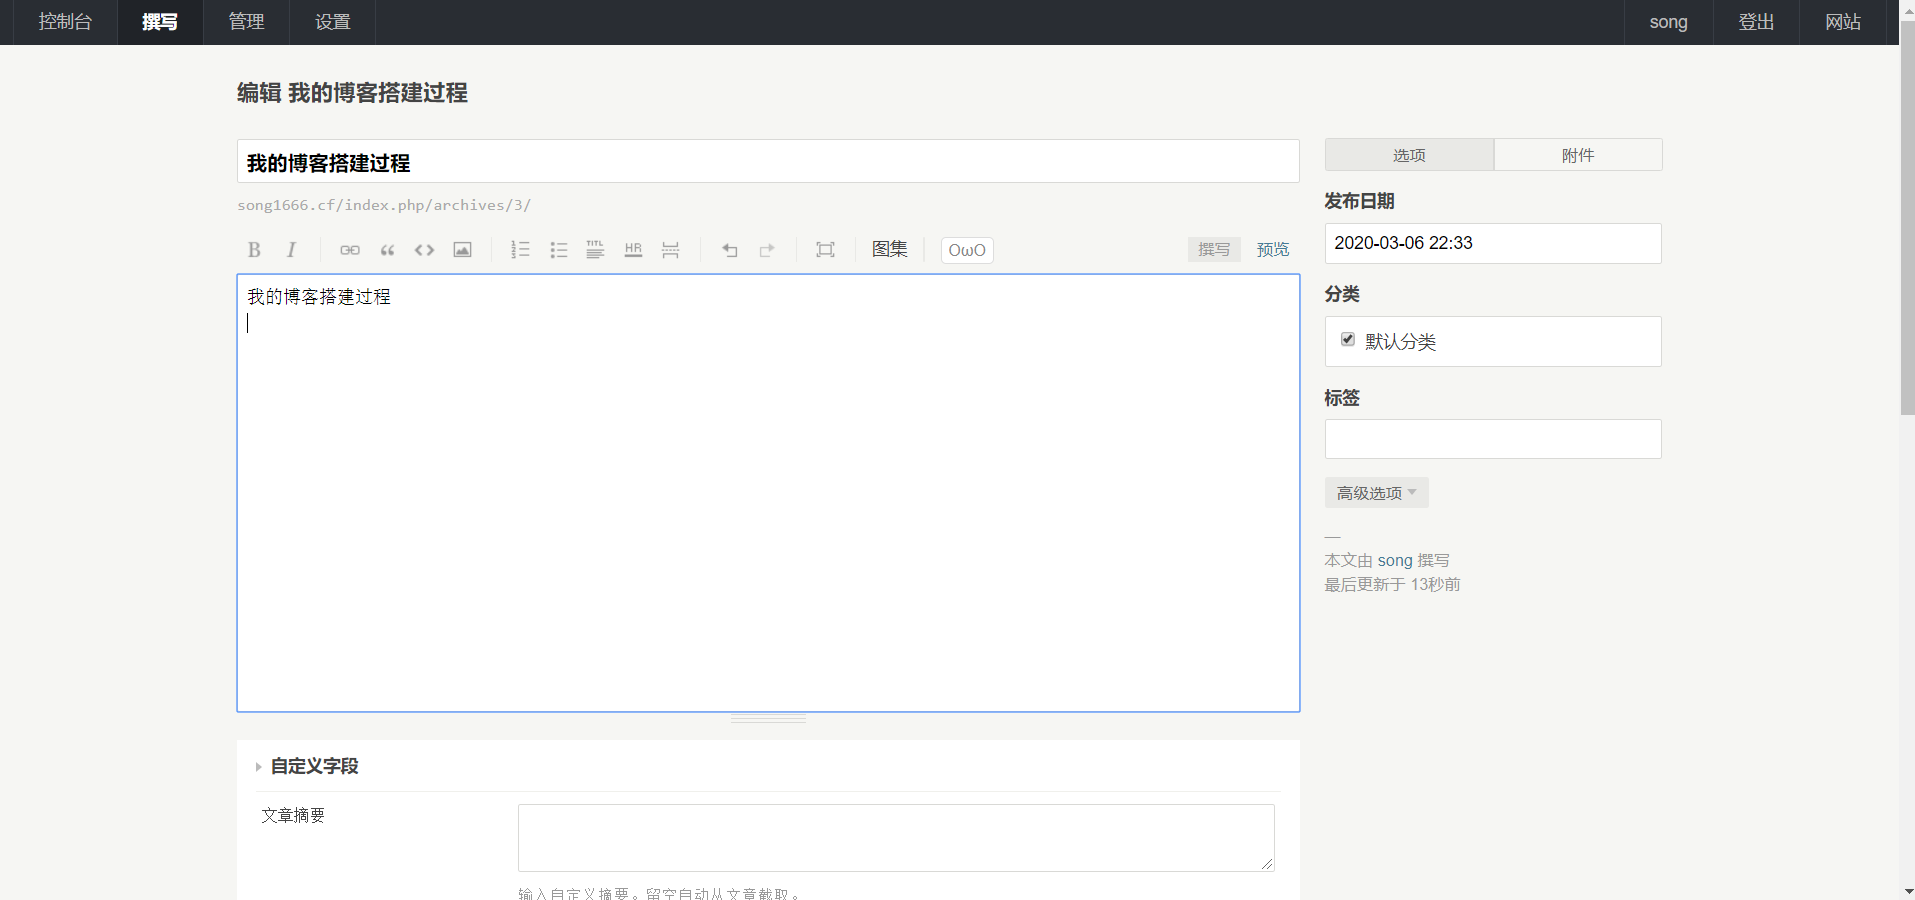 控制台 撰写 管理 设置 song 登出 网站
编辑 我的博客搭建过程
我的博客搭建过程
song1666.cf/index.php/archives/3/
B I TITL HR 图集 OωO 撰写 预览
我的博客搭建过程
选项 附件
发布日期
2020-03-06 22:33
分类
默认分类
标签
高级选项
—
本文由 song 撰写
最后更新于 13秒前
自定义字段
文章摘要
输入自定义摘要。留空自动从文章截取。